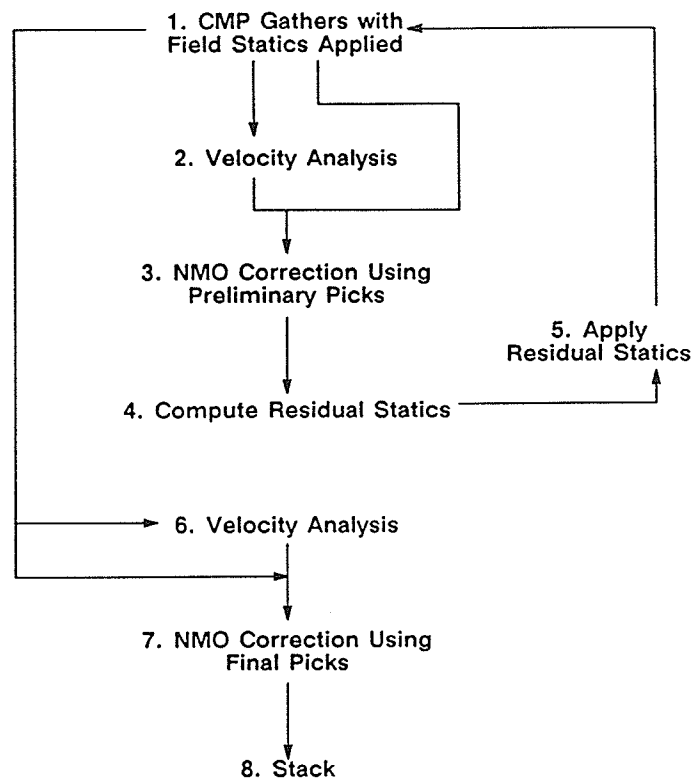 1. CMP Gathers with
Field Statics Applied
2. Velocity Analysis
3. NMO Correction Using
Preliminary Picks
5. Apply
Residual Statics
4. Compute Residual Statics
6. Velocity Analysis
7. NMO Correction Using
Final Picks
8. Stack